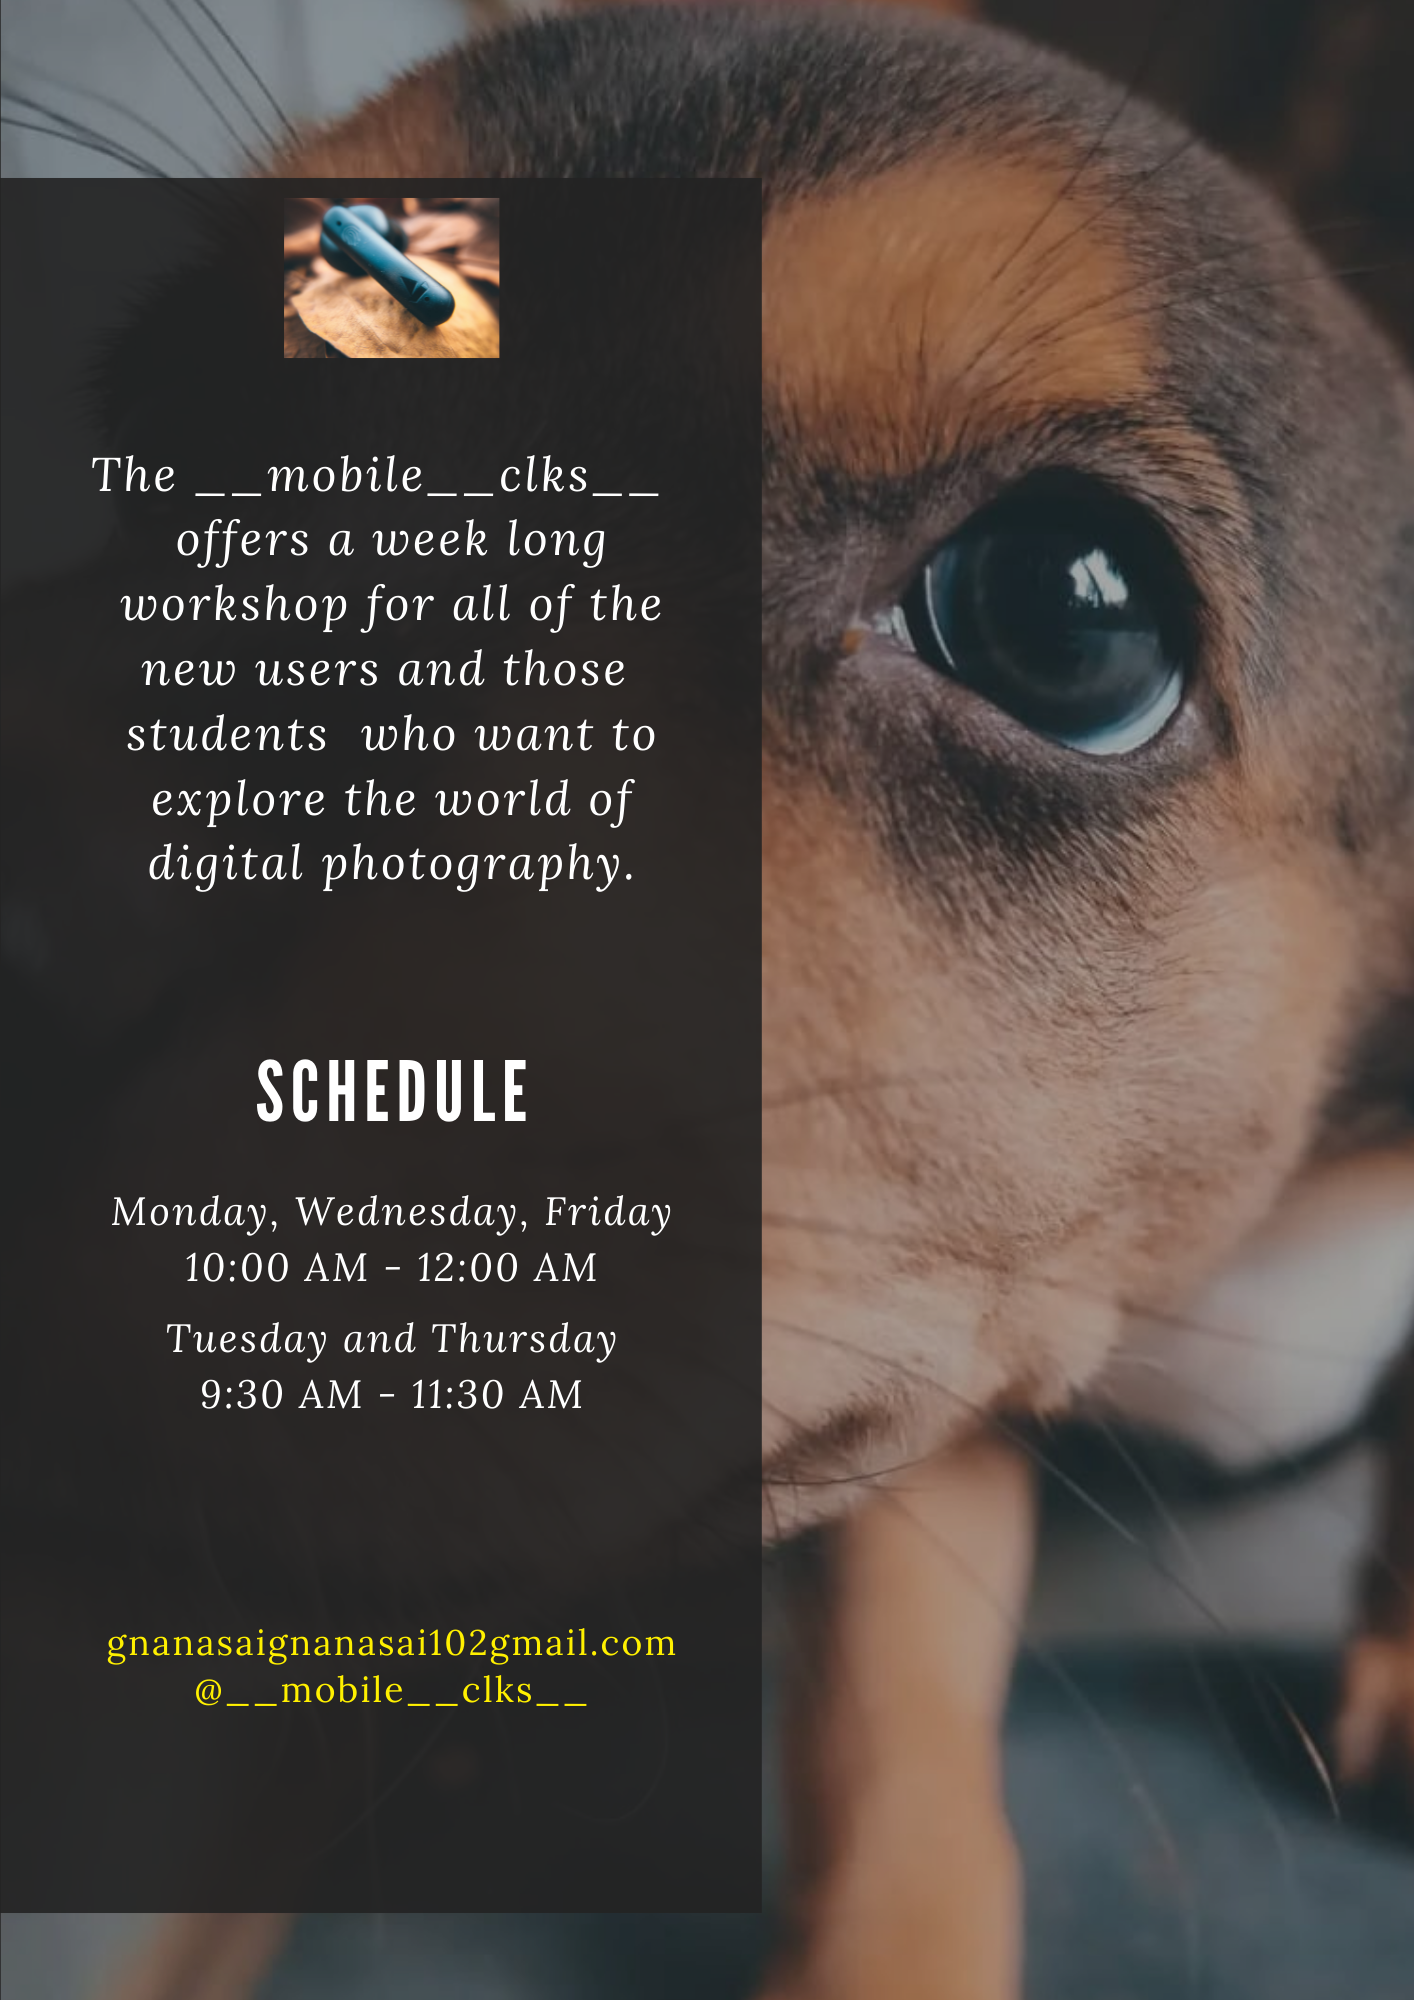 The __mobile__clks__
offers a week long
workshop for all of the
new users and those
students  who want to
explore the world of
digital photography.
SCHEDULE
Monday, Wednesday, Friday
10:00 AM - 12:00 AM
Tuesday and Thursday
9:30 AM - 11:30 AM
gnanasaignanasai102gmail.com
@__mobile__clks__